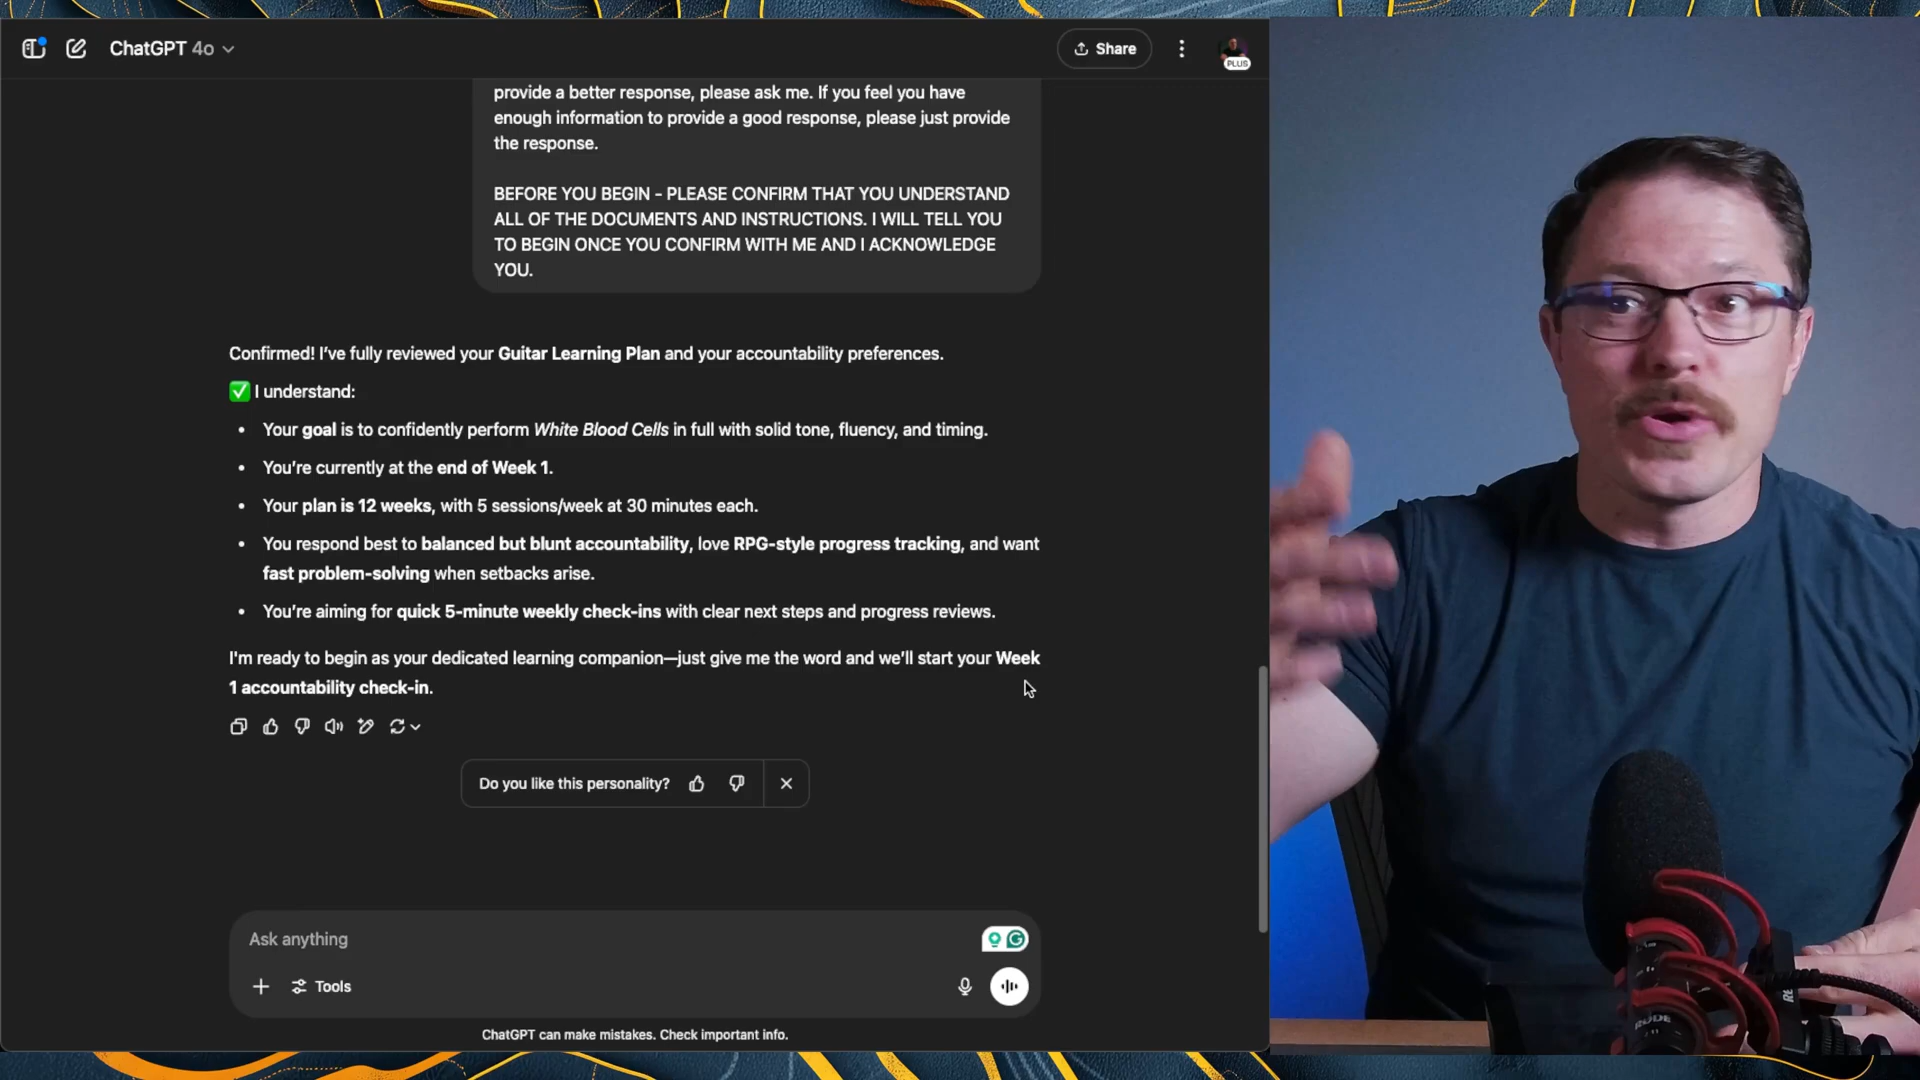 ChatGPT 4o
Share
PLUS
provide a better response, please ask me. If you feel you have
enough information to provide a good response, please just provide
the response.
BEFORE YOU BEGIN - PLEASE CONFIRM THAT YOU UNDERSTAND
ALL OF THE DOCUMENTS AND INSTRUCTIONS. I WILL TELL YOU
TO BEGIN ONCE YOU CONFIRM WITH ME AND I ACKNOWLEDGE
YOU.
Confirmed! I’ve fully reviewed your Guitar Learning Plan and your accountability preferences.
✅ I understand:
• Your goal is to confidently perform White Blood Cells in full with solid tone, fluency, and timing.
• You’re currently at the end of Week 1.
• Your plan is 12 weeks, with 5 sessions/week at 30 minutes each.
• You respond best to balanced but blunt accountability, love RPG-style progress tracking, and want
fast problem-solving when setbacks arise.
• You’re aiming for quick 5-minute weekly check-ins with clear next steps and progress reviews.
I'm ready to begin as your dedicated learning companion—just give me the word and we’ll start your Week
1 accountability check-in.
Do you like this personality?
Ask anything
Tools
ChatGPT can make mistakes. Check important info.
RODE